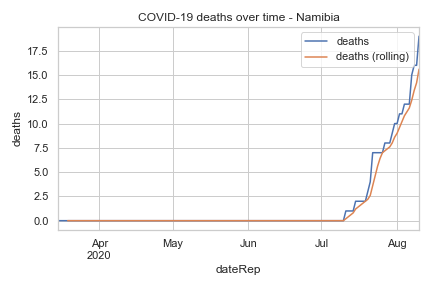 COVID-19 deaths over time - Namibia
deaths
deaths (rolling)
17.5
15.0
12.5
10.0
7.5
5.0
2.5
0.0
deaths
Apr
2020
May
Jun
Jul
Aug
dateRep